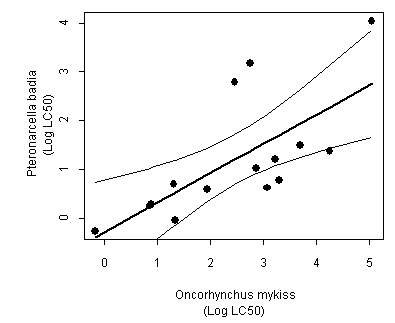 4
3
2
1
0
Pteronarcella badia
(Log LC50)
0 1 2 3 4 5
Oncorhynchus mykiss
(Log LC50)